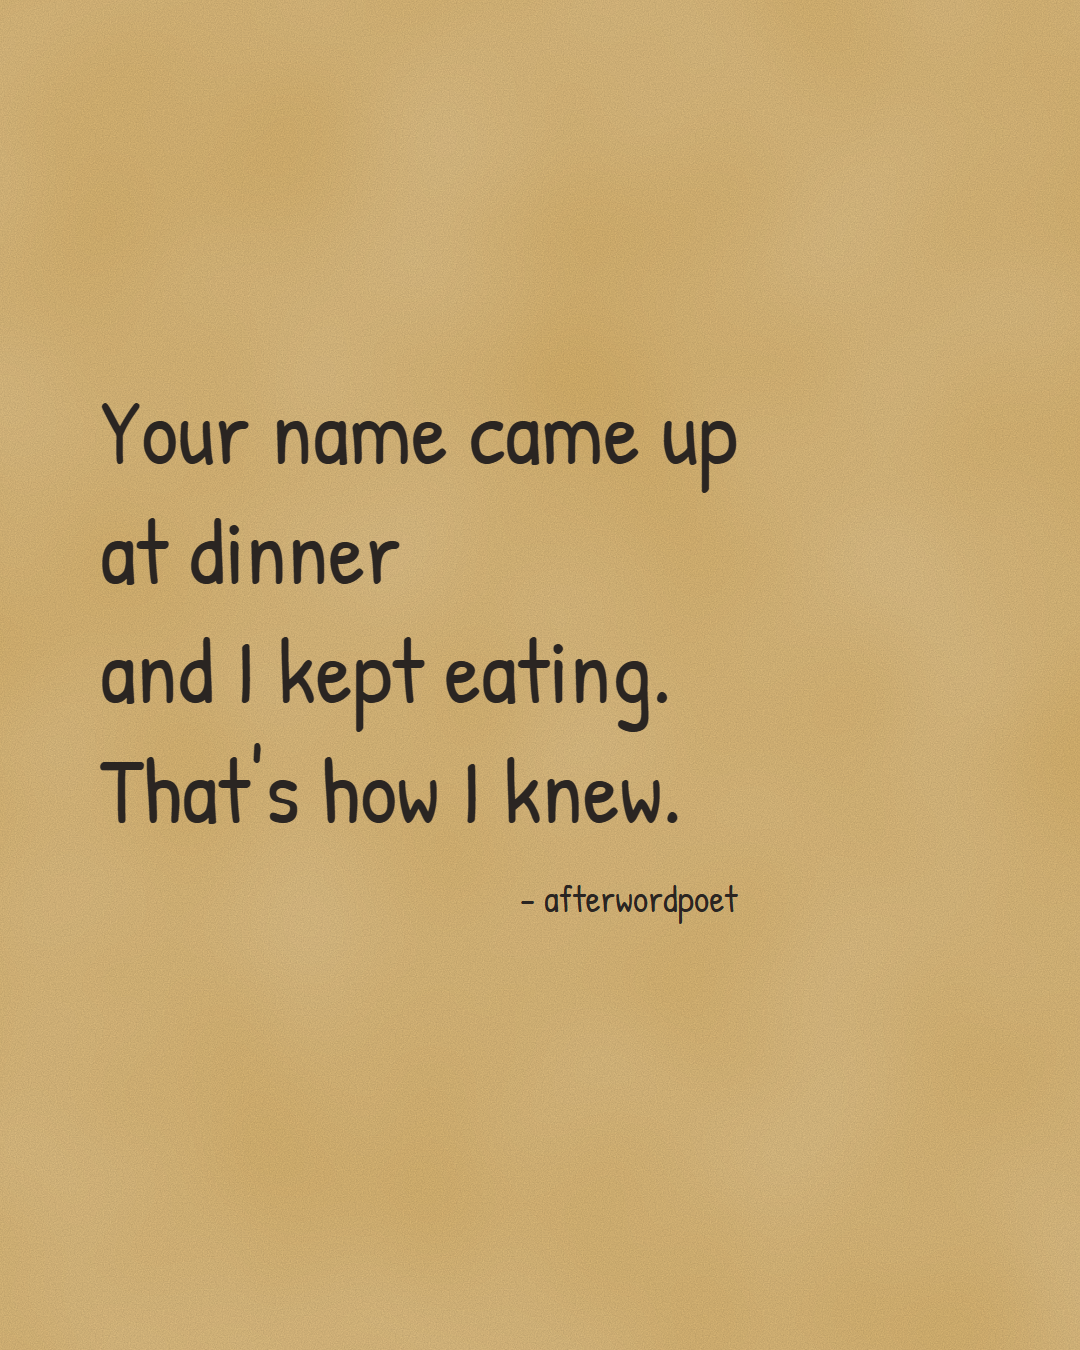 Your name came up
at dinner
and I kept eating.
That's how I knew.
- afterwordpoet